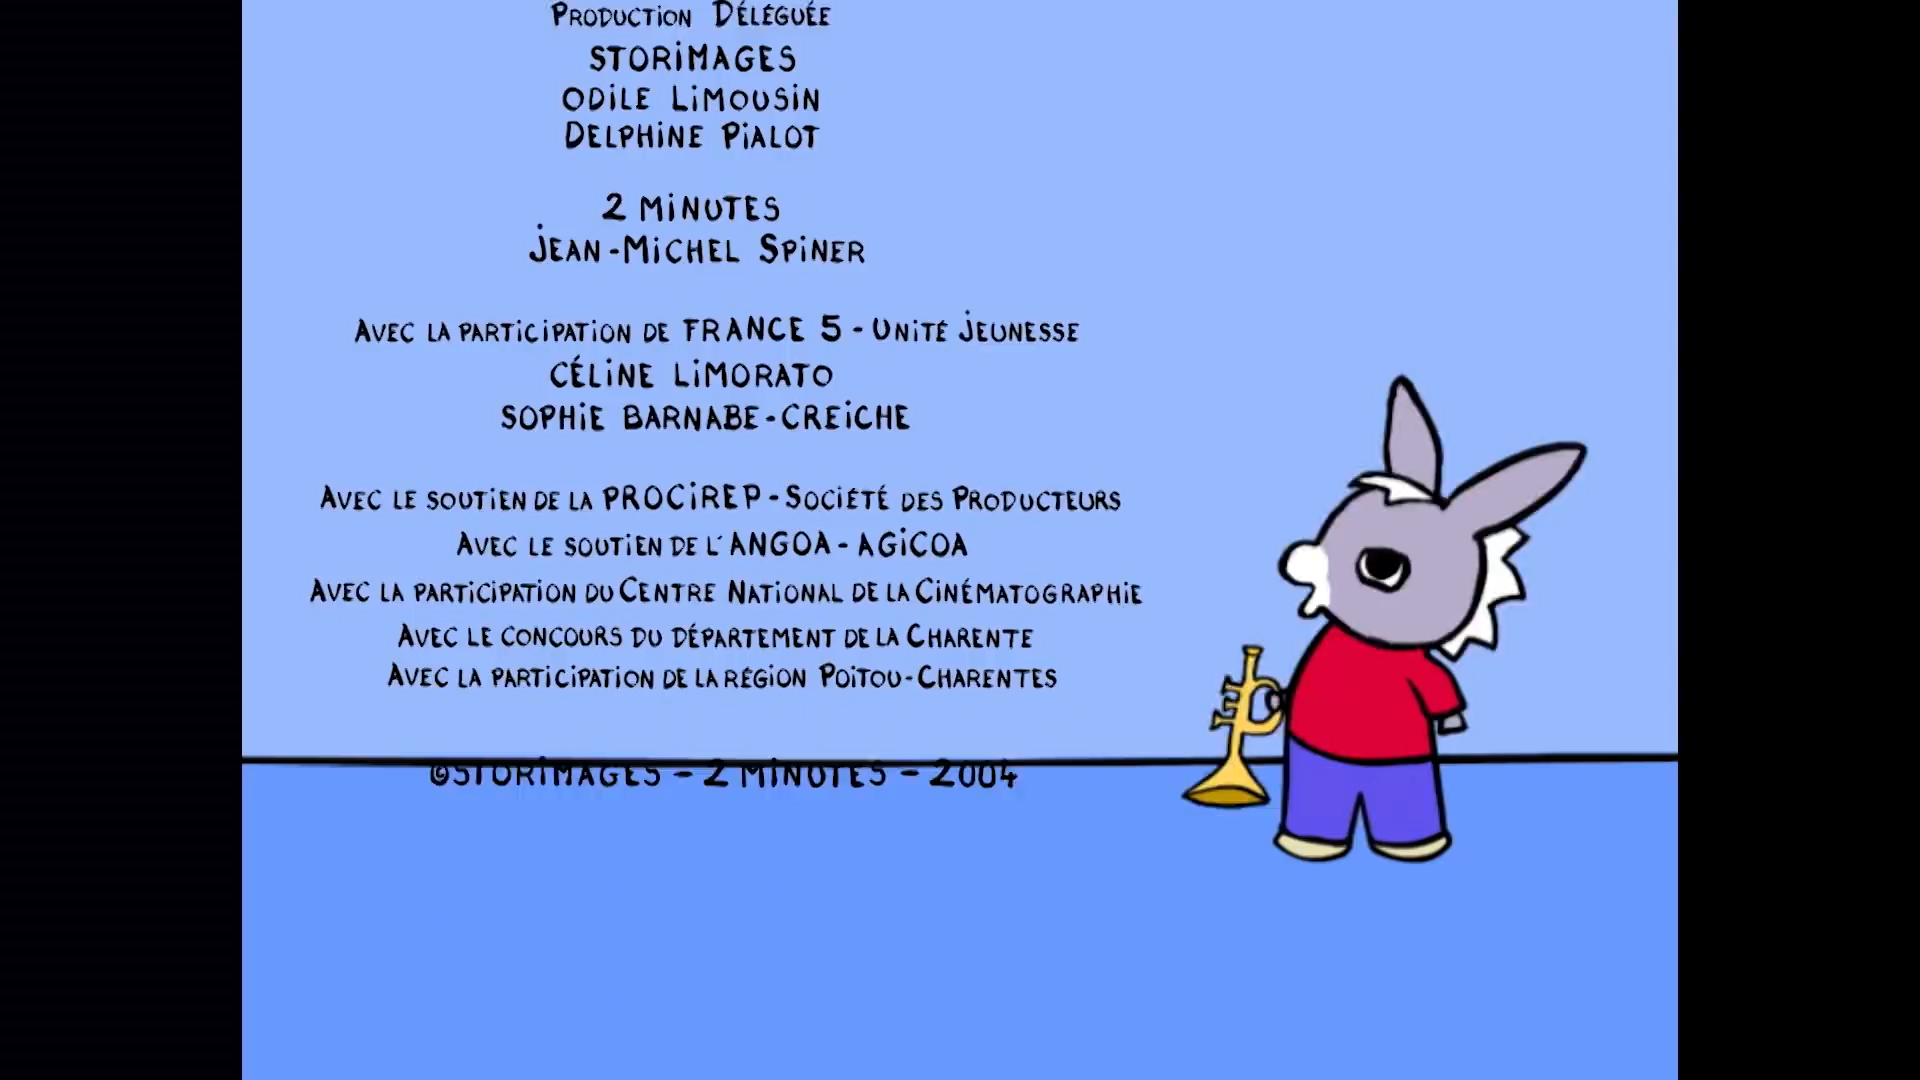 Production Déléguée
STORiMAGES
ODiLE LiMOUSiN
DELPHiNE PiALOT
2 MiNUTES
JEAN-MiCHEL SPiNER
AVEC LA PARTiCiPATiON DE FRANCE 5 - UNiTÉ JEUNESSE
CÉLiNE LiMORATO
SOPHiE BARNABE-CREiCHE
AVEC LE SOUTiEN DE LA PROCiREP - SOCiÉTÉ DES PRODUCTEURS
AVEC LE SOUTiEN DE L'ANGOA - AGiCOA
AVEC LA PARTiCiPATiON DU CENTRE NATiONAL DE LA CiNÉMATOGRAPHiE
AVEC LE CONCOURS DU DÉPARTEMENT DE LA CHARENTE
AVEC LA PARTiCiPATiON DE LA RÉGiON POiTOU-CHARENTES
©STORiMAGES – 2 MiNUTES – 2004